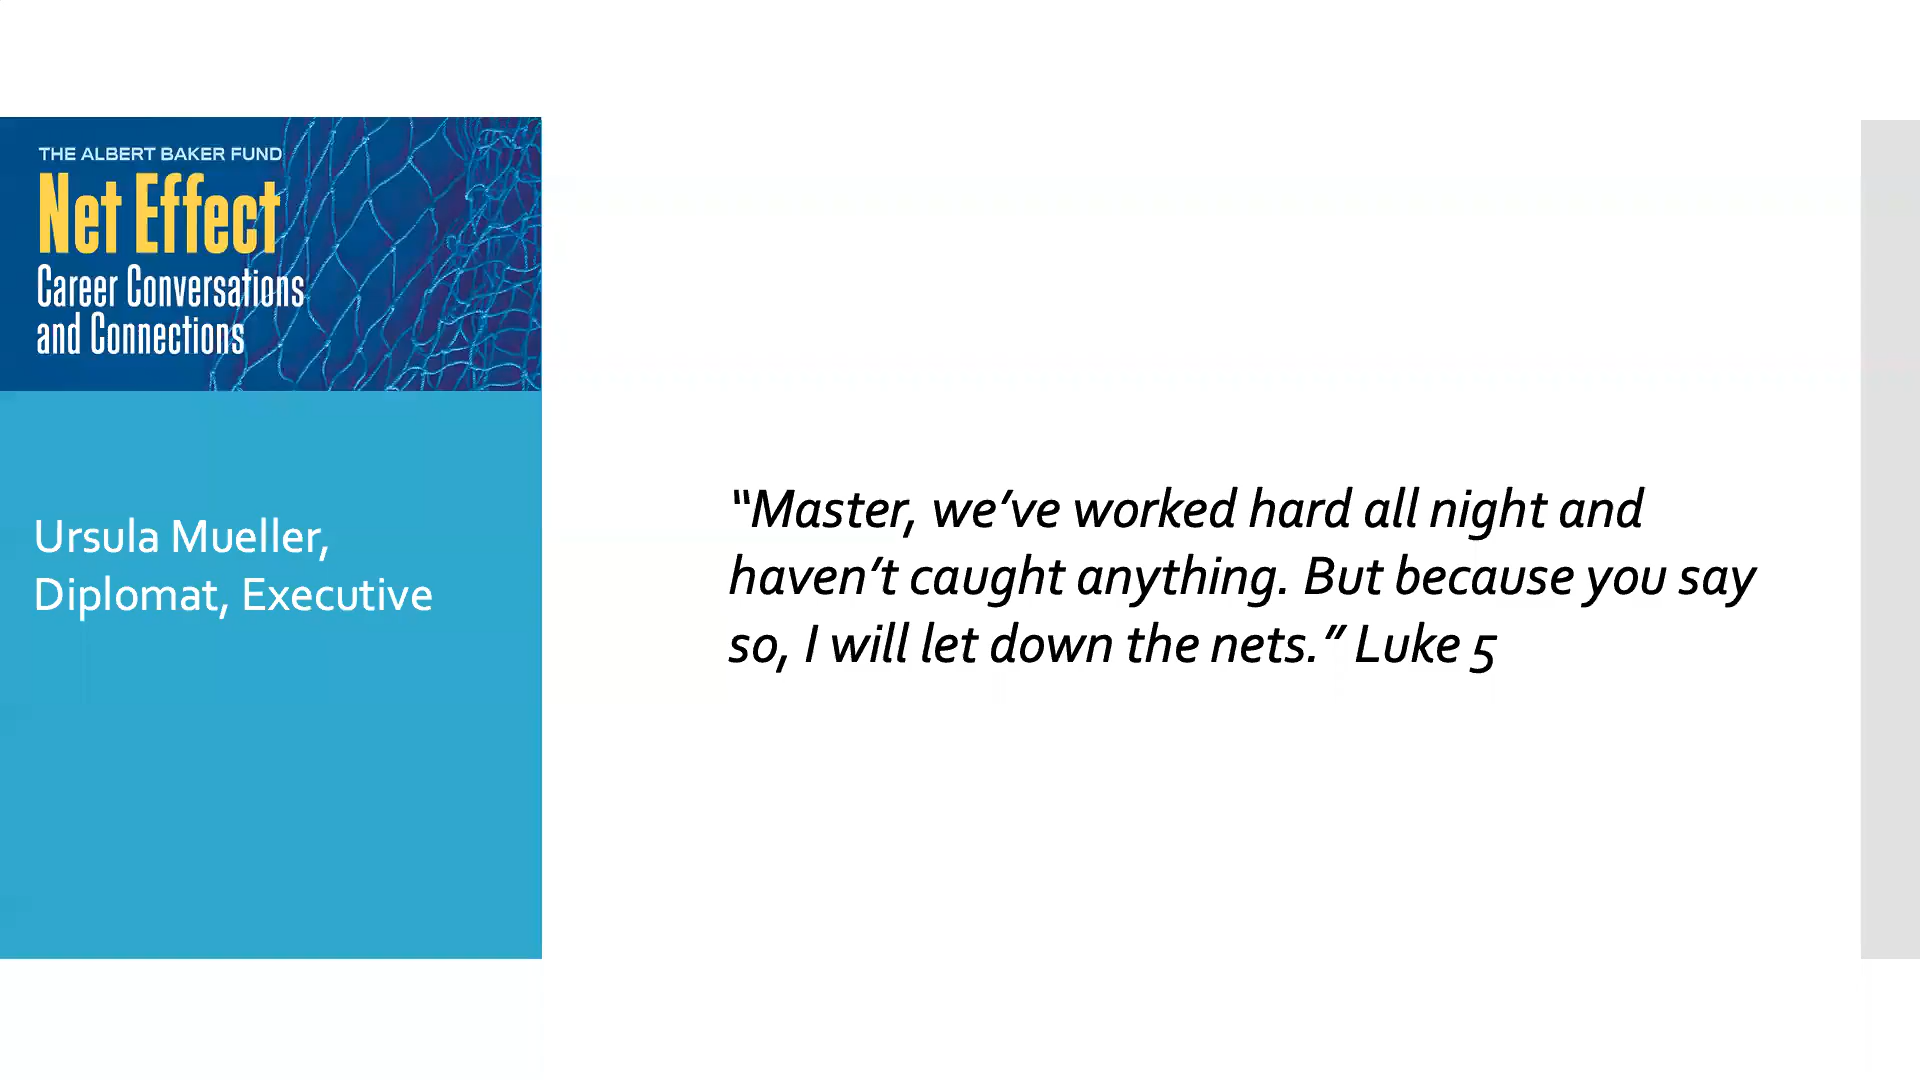 THE ALBERT BAKER FUND
Net Effect
Career Conversations
and Connections
Ursula Mueller,
Diplomat, Executive
“Master, we’ve worked hard all night and
haven’t caught anything. But because you say
so, I will let down the nets.” Luke 5